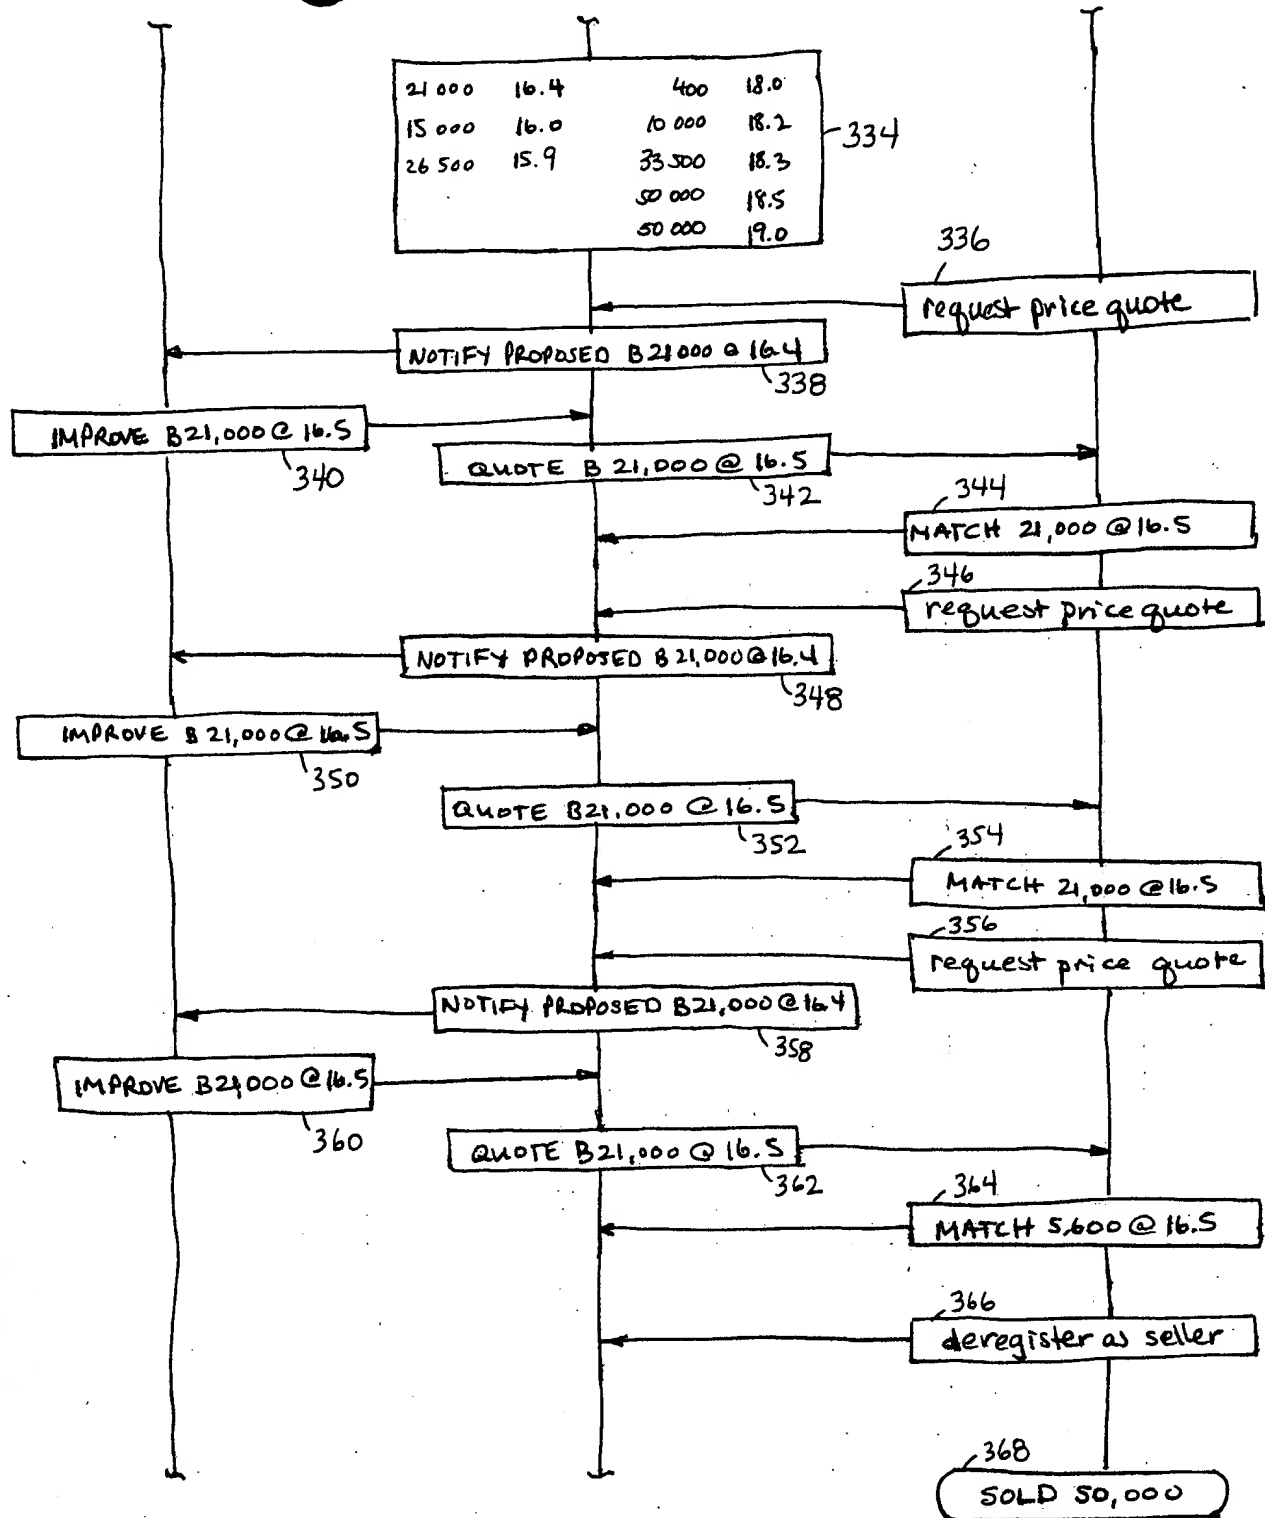 21 000 16.4 400 18.0
15 000 16.0 10 000 18.2
26 500 15.9 33 500 18.3
50 000 18.5
50 000 19.0
334
336
request price quote
NOTIFY PROPOSED B 21000 @ 16.4
338
IMPROVE B 21,000 @ 16.5
340
QUOTE B 21,000 @ 16.5
342
344
MATCH 21,000 @ 16.5
346
request price quote
NOTIFY PROPOSED B 21,000 @ 16.4
348
IMPROVE B 21,000 @ 16.5
350
QUOTE B21,000 @ 16.5
352
354
MATCH 21,000 @ 16.5
356
request price quote
NOTIFY PROPOSED B21,000 @ 16.4
358
IMPROVE B21,000 @ 16.5
360
QUOTE B21,000 @ 16.5
362
364
MATCH 5,600 @ 16.5
366
deregister as seller
368
SOLD 50,000